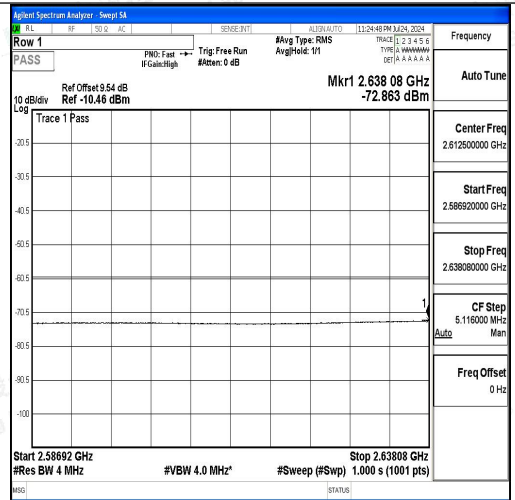 Agilent Spectrum Analyzer - Swept SA
RL RF 50 Ω AC SENSE:INT ALIGN AUTO 11:24:48 PM Jul 24, 2024
Row 1
PASS
PNO: Fast
IFGain:High
Trig: Free Run
#Atten: 0 dB
#Avg Type: RMS
Avg|Hold: 1/1
TRACE 1 2 3 4 5 6
TYPE A WWWWW
DET A A A A A A
Ref Offset 9.54 dB
10 dB/div Ref -10.46 dBm
Mkr1 2.638 08 GHz
-72.863 dBm
Log
Trace 1 Pass
-20.5
-30.5
-40.5
-50.5
-60.5
-70.5
-80.5
-90.5
-100
1
Start 2.58692 GHz Stop 2.63808 GHz
#Res BW 4 MHz #VBW 4.0 MHz* #Sweep (#Swp) 1.000 s (1001 pts)
MSG STATUS
Frequency
Auto Tune
Center Freq
2.612500000 GHz
Start Freq
2.586920000 GHz
Stop Freq
2.638080000 GHz
CF Step
5.116000 MHz
Auto Man
Freq Offset
0 Hz